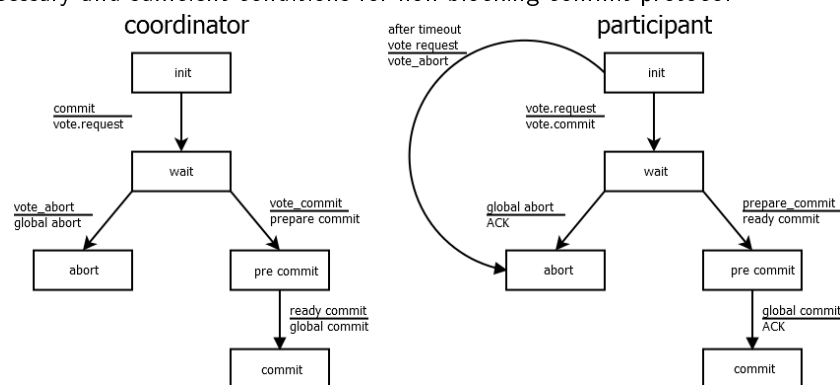 coordinator
init
commit
vote.request
wait
vote_abort
global abort
vote_commit
prepare commit
abort
pre commit
ready commit
global commit
commit
participant
after timeout
vote request
vote_abort
init
vote.request
vote.commit
wait
global abort
ACK
prepare_commit
ready commit
abort
pre commit
global commit
ACK
commit